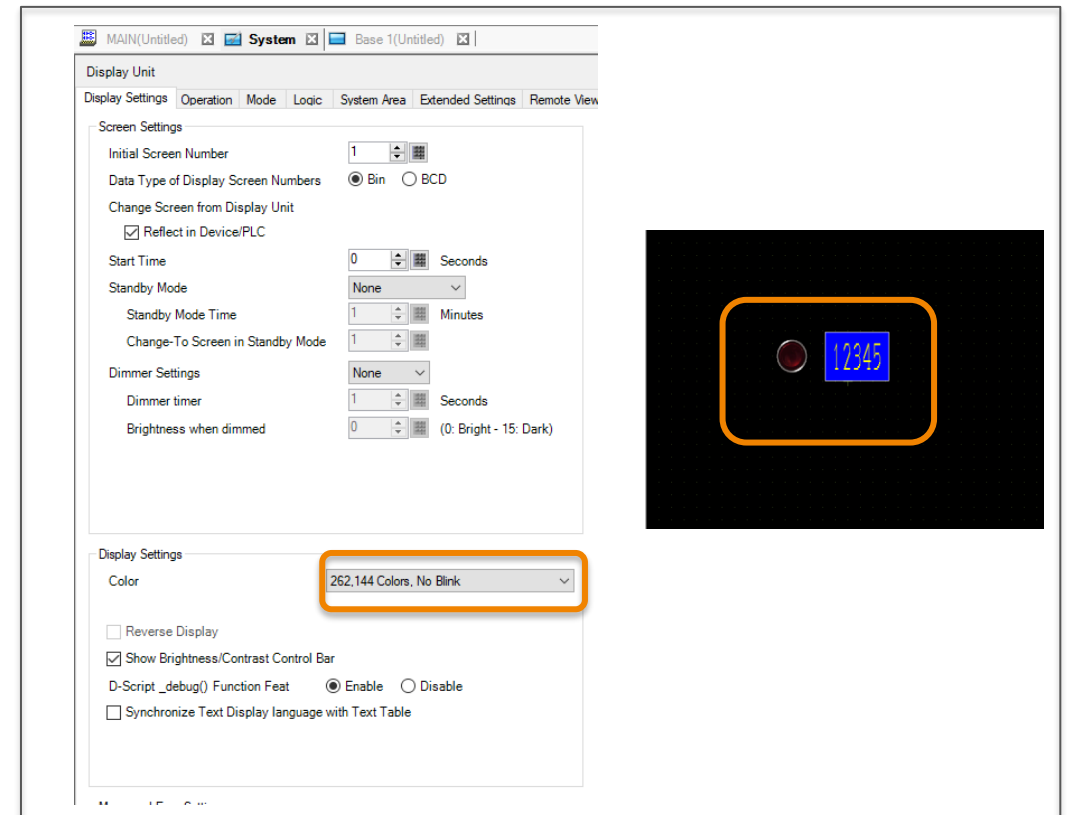 MAIN(Untitled) System Base 1(Untitled)
Display Unit
Display Settings Operation Mode Logic System Area Extended Settings Remote View
Screen Settings
Initial Screen Number 1
Data Type of Display Screen Numbers Bin BCD
Change Screen from Display Unit
Reflect in Device/PLC
Start Time 0 Seconds
Standby Mode None
Standby Mode Time 1 Minutes
Change-To Screen in Standby Mode 1
12345
Dimmer Settings None
Dimmer timer 1 Seconds
Brightness when dimmed 0 (0: Bright - 15: Dark)
Display Settings
Color 262,144 Colors, No Blink
Reverse Display
Show Brightness/Contrast Control Bar
D-Script _debug() Function Feat Enable Disable
Synchronize Text Display language with Text Table